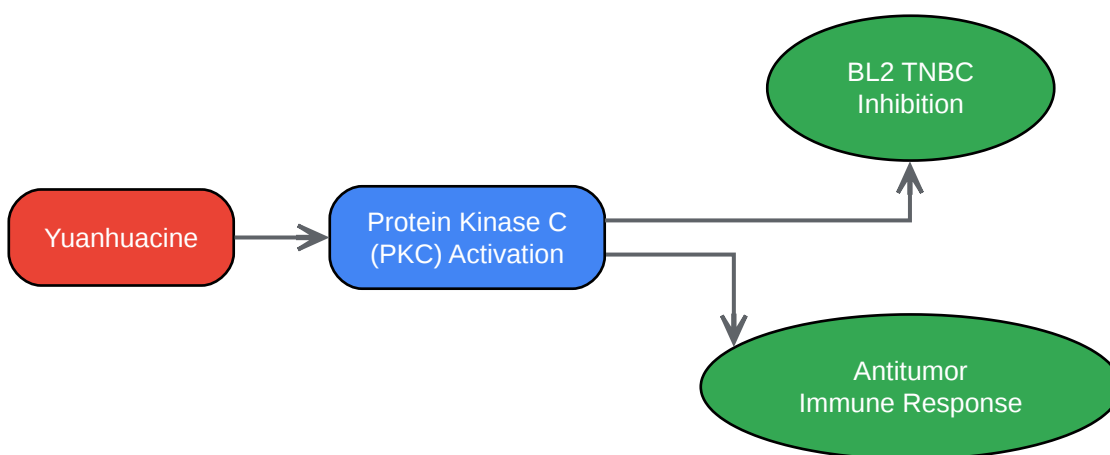 Yuanhuacine
Protein Kinase C
(PKC) Activation
BL2 TNBC
Inhibition
Antitumor
Immune Response